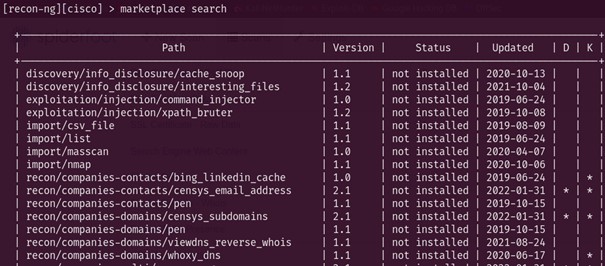 [recon-ng][cisco] > marketplace search
| Path | Version | Status | Updated | D | K |
| discovery/info_disclosure/cache_snoop | 1.1 | not installed | 2020-10-13 | | |
| discovery/info_disclosure/interesting_files | 1.2 | not installed | 2021-10-04 | | |
| exploitation/injection/command_injector | 1.0 | not installed | 2019-06-24 | | |
| exploitation/injection/xpath_bruter | 1.2 | not installed | 2019-10-08 | | |
| import/csv_file | 1.1 | not installed | 2019-08-09 | | |
| import/list | 1.1 | not installed | 2019-06-24 | | |
| import/masscan | 1.0 | not installed | 2020-04-07 | | |
| import/nmap | 1.1 | not installed | 2020-10-06 | | |
| recon/companies-contacts/bing_linkedin_cache | 1.0 | not installed | 2019-06-24 | | * |
| recon/companies-contacts/censys_email_address | 2.1 | not installed | 2022-01-31 | * | * |
| recon/companies-contacts/pen | 1.1 | not installed | 2019-10-15 | | |
| recon/companies-domains/censys_subdomains | 2.1 | not installed | 2022-01-31 | * | * |
| recon/companies-domains/pen | 1.1 | not installed | 2019-10-15 | | |
| recon/companies-domains/viewdns_reverse_whois | 1.1 | not installed | 2021-08-24 | | |
| recon/companies-domains/whoxy_dns | 1.1 | not installed | 2020-06-17 | | * |